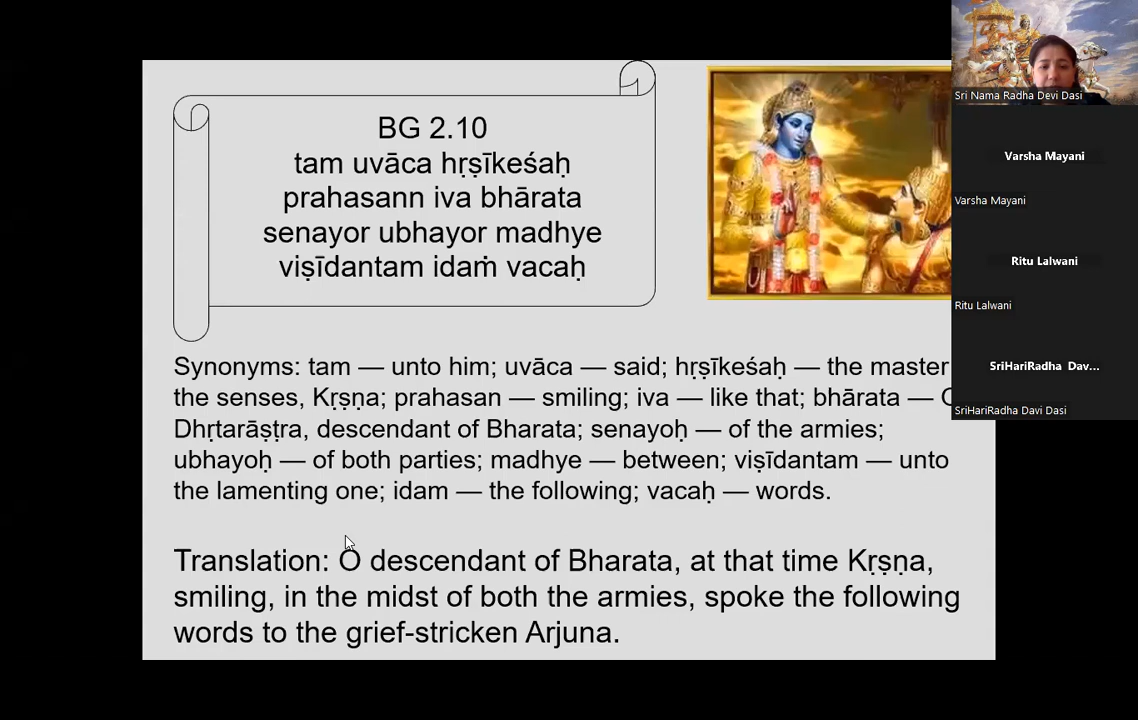 BG 2.10
tam uvāca hṛṣīkeśaḥ
prahasann iva bhārata
senayor ubhayor madhye
viṣīdantam idaṁ vacaḥ
Synonyms: tam — unto him; uvāca — said; hṛṣīkeśaḥ — the master
the senses, Kṛṣṇa; prahasan — smiling; iva — like that; bhārata —
Dhṛtarāṣṭra, descendant of Bharata; senayoḥ — of the armies;
ubhayoḥ — of both parties; madhye — between; viṣīdantam — unto
the lamenting one; idam — the following; vacaḥ — words.
Translation: O descendant of Bharata, at that time Kṛṣṇa,
smiling, in the midst of both the armies, spoke the following
words to the grief-stricken Arjuna.
Sri Nama Radha Devi Dasi
Varsha Mayani
Varsha Mayani
Ritu Lalwani
Ritu Lalwani
SriHariRadha Dav...
SriHariRadha Davi Dasi